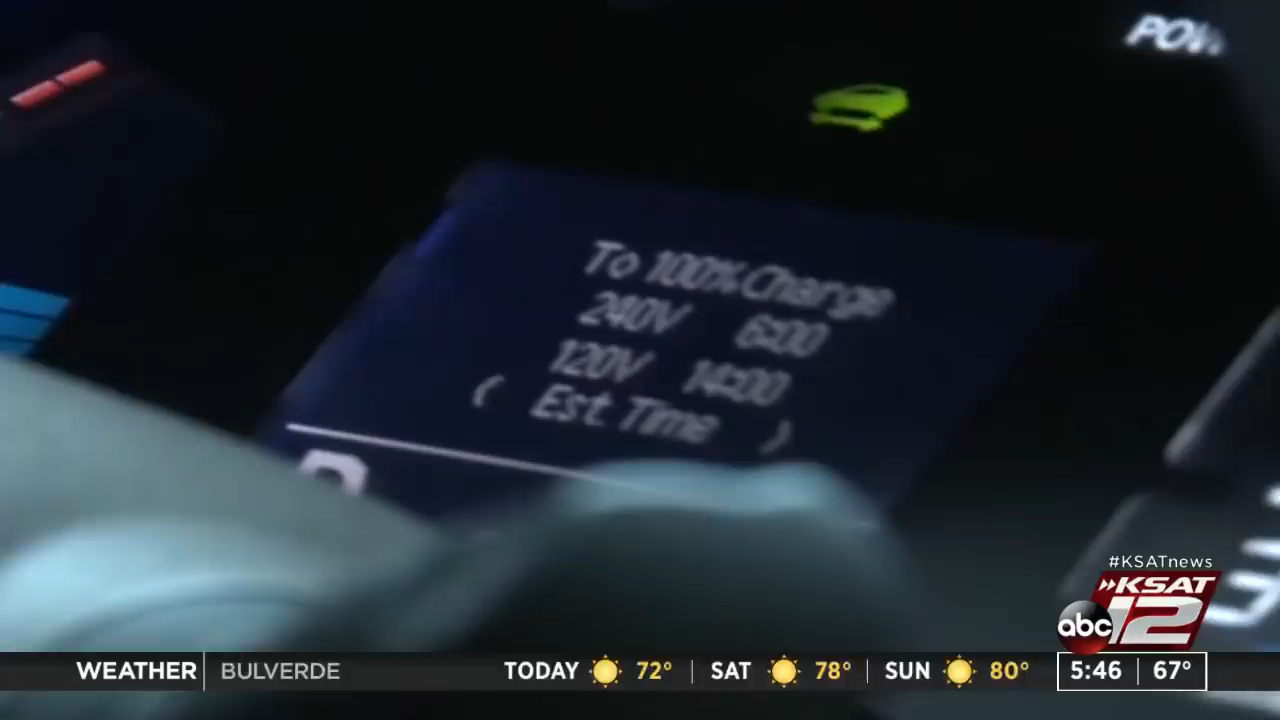 To 100% Charge
240V 6:00
120V 14:00
( Est. Time )
#KSATnews
KSAT
abc 12
WEATHER BULVERDE TODAY 72° SAT 78° SUN 80° 5:46 67°